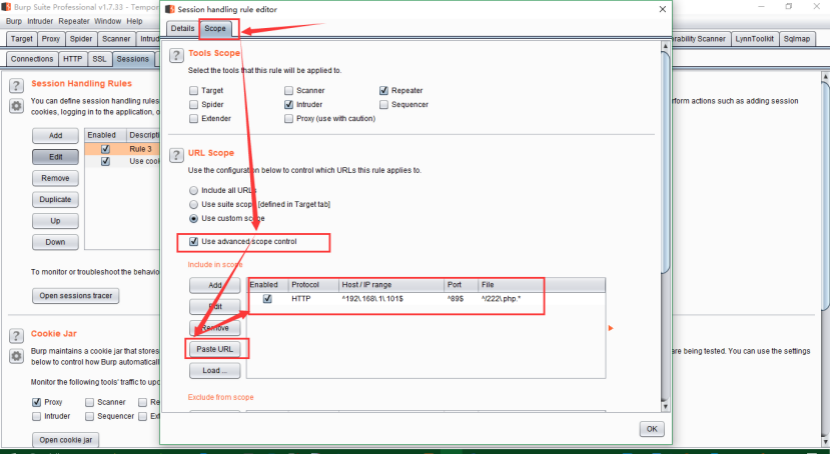 Burp Suite Professional v1.7.33 - Tempor
Burp Intruder Repeater Window Help
Target Proxy Spider Scanner Intrud
Connections HTTP SSL Sessions
Session Handling Rules
You can define session handling rules
cookies, logging in to the application, o
Add
Edit
Remove
Duplicate
Up
Down
Enabled Descripti
Rule 3
Use cook
To monitor or troubleshoot the behavio
Open sessions tracer
Cookie Jar
Burp maintains a cookie jar that stores
below to control how Burp automaticall
Monitor the following tools' traffic to upd
Proxy Scanner Re
Intruder Sequencer Ext
Open cookie jar
Session handling rule editor
Details Scope
Tools Scope
Select the tools that this rule will be applied to.
Target Scanner Repeater
Spider Intruder Sequencer
Extender Proxy (use with caution)
URL Scope
Use the configuration below to control which URLs this rule applies to.
Include all URLs
Use suite scope [defined in Target tab]
Use custom scope
Use advanced scope control
Include in scope
Add
Edit
Remove
Paste URL
Load ...
Enabled Protocol Host / IP range Port File
HTTP ^192\.168\.1\.101$ ^89$ ^/222\.php.*
Exclude from scope
OK
erability Scanner LynnToolkit Sqlmap
rform actions such as adding session
are being tested. You can use the settings